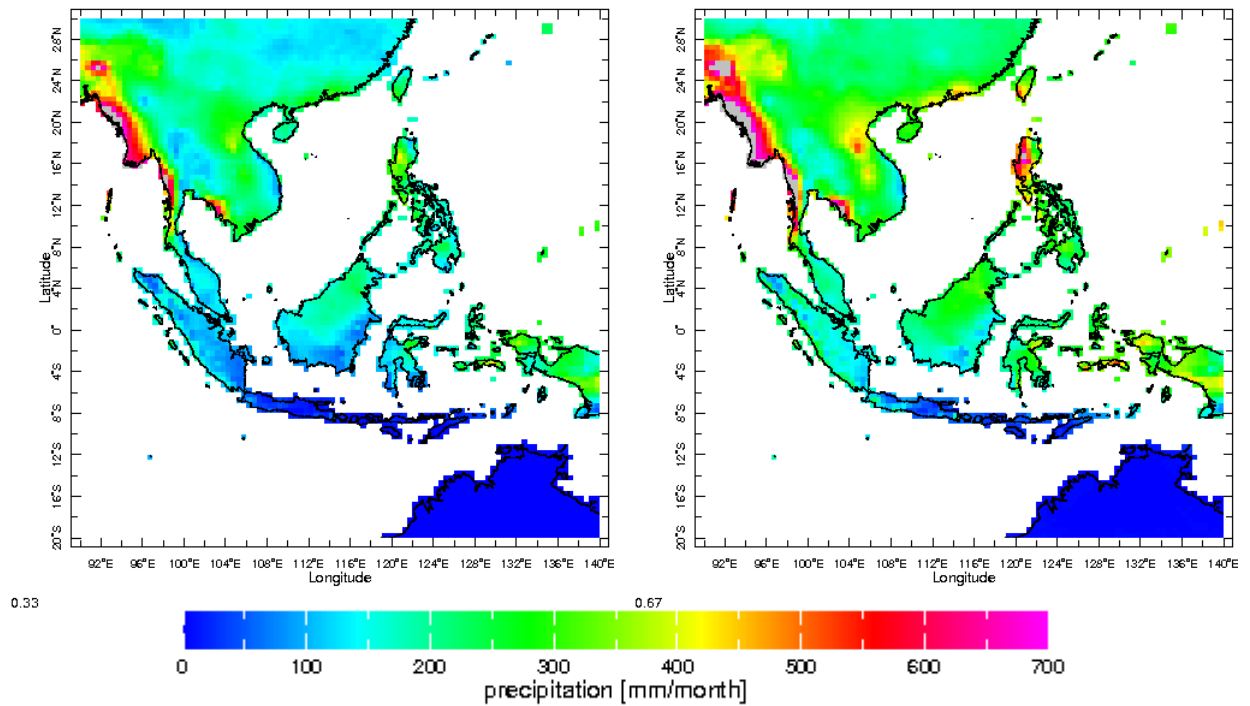 28°N
28°N
24°N
24°N
20°N
20°N
16°N
16°N
12°N
12°N
8°N
8°N
Latitude
Latitude
4°N
4°N
0°
0°
4°S
4°S
8°S
8°S
12°S
12°S
16°S
16°S
20°S
20°S
92°E 96°E 100°E 104°E 108°E 112°E 116°E 120°E 124°E 128°E 132°E 136°E 140°E
92°E 96°E 100°E 104°E 108°E 112°E 116°E 120°E 124°E 128°E 132°E 136°E 140°E
Longitude
Longitude
0.33
0.67
0 100 200 300 400 500 600 700
precipitation [mm/month]